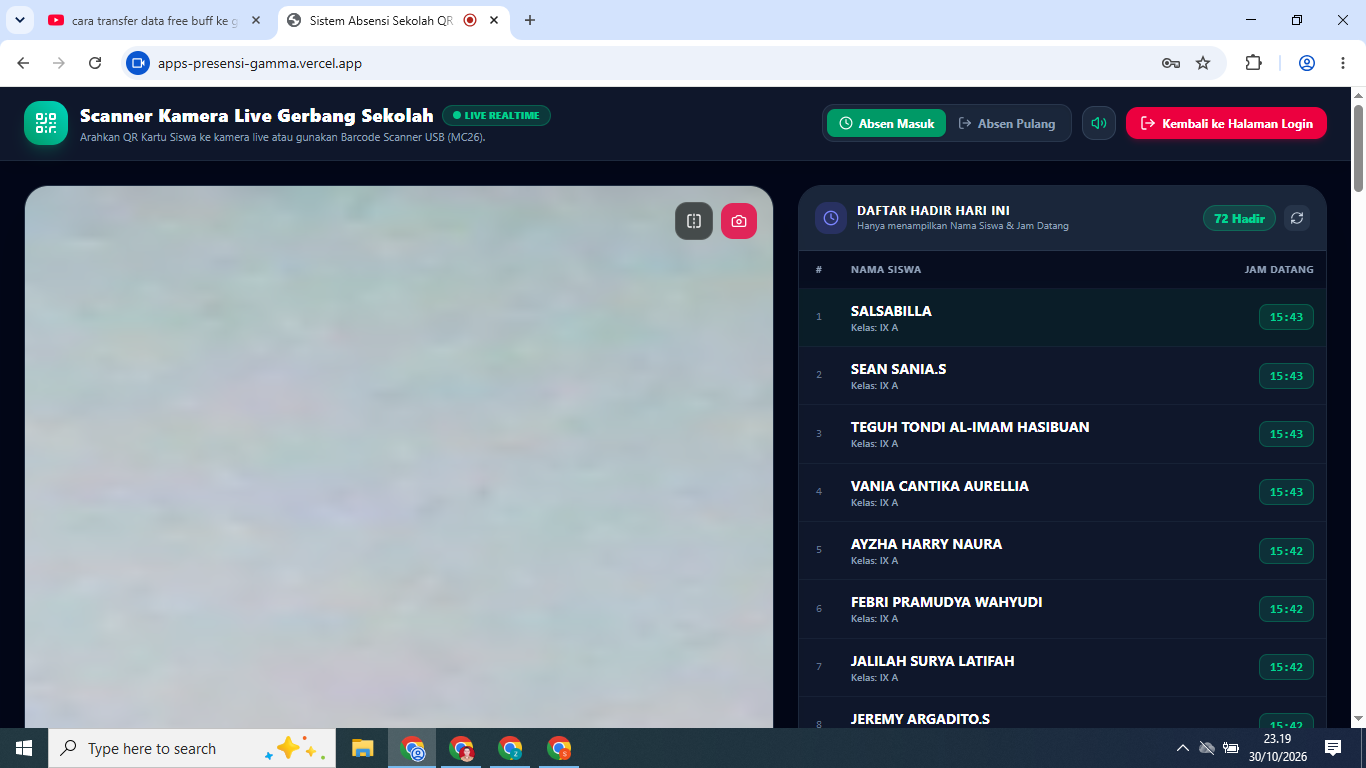 cara transfer data free buff ke g
Sistem Absensi Sekolah QR
apps-presensi-gamma.vercel.app
Scanner Kamera Live Gerbang Sekolah
LIVE REALTIME
Arahkan QR Kartu Siswa ke kamera live atau gunakan Barcode Scanner USB (MC26).
Absen Masuk
Absen Pulang
Kembali ke Halaman Login
DAFTAR HADIR HARI INI
Hanya menampilkan Nama Siswa & Jam Datang
72 Hadir
# NAMA SISWA JAM DATANG
1 SALSABILLA 15:43
Kelas: IX A
2 SEAN SANIA.S 15:43
Kelas: IX A
3 TEGUH TONDI AL-IMAM HASIBUAN 15:43
Kelas: IX A
4 VANIA CANTIKA AURELLIA 15:43
Kelas: IX A
5 AYZHA HARRY NAURA 15:42
Kelas: IX A
6 FEBRI PRAMUDYA WAHYUDI 15:42
Kelas: IX A
7 JALILAH SURYA LATIFAH 15:42
Kelas: IX A
8 JEREMY ARGADITO.S 15:42
Type here to search
23.19
30/10/2026